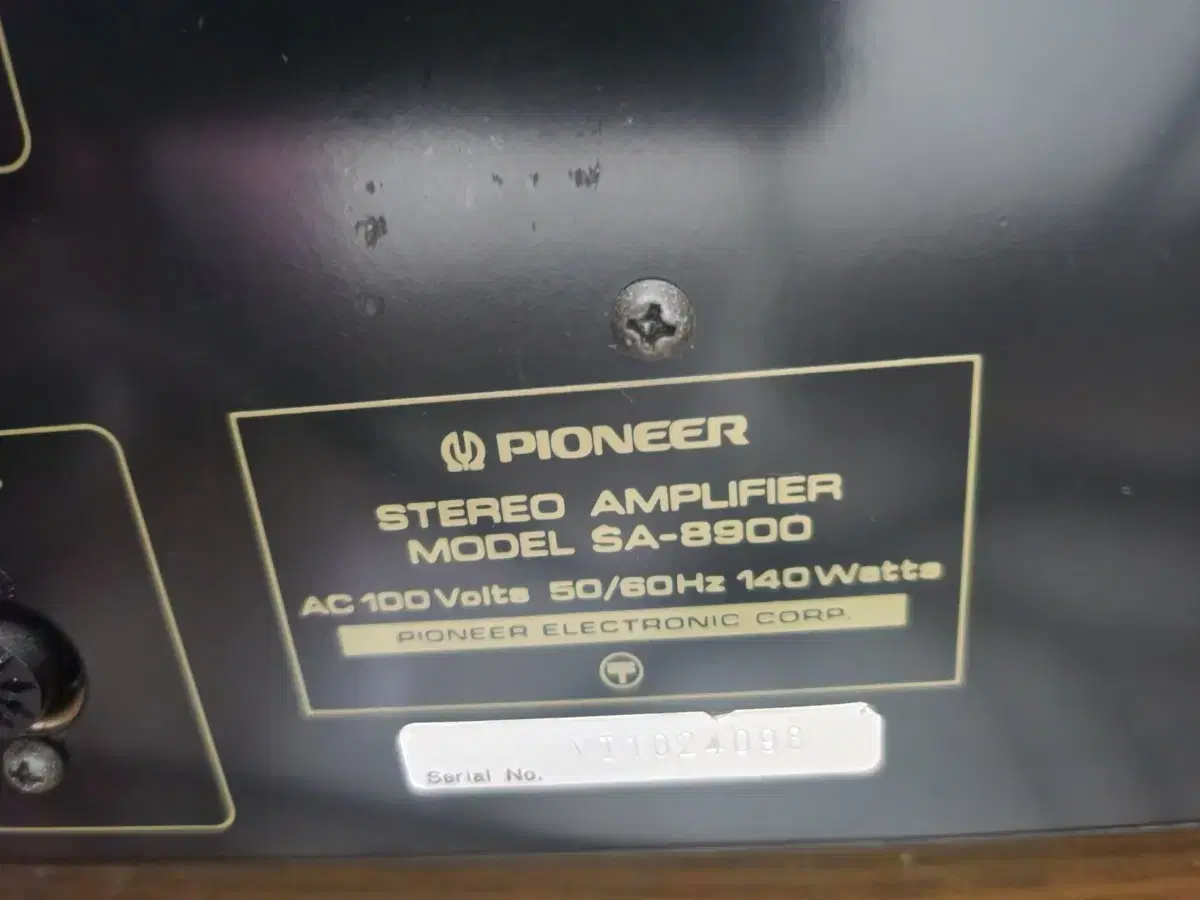 PIONEER
STEREO AMPLIFIER
MODEL SA-8900
AC 100 Volts 50/60Hz 140 Watts
PIONEER ELECTRONIC CORP.
T
Serial No.